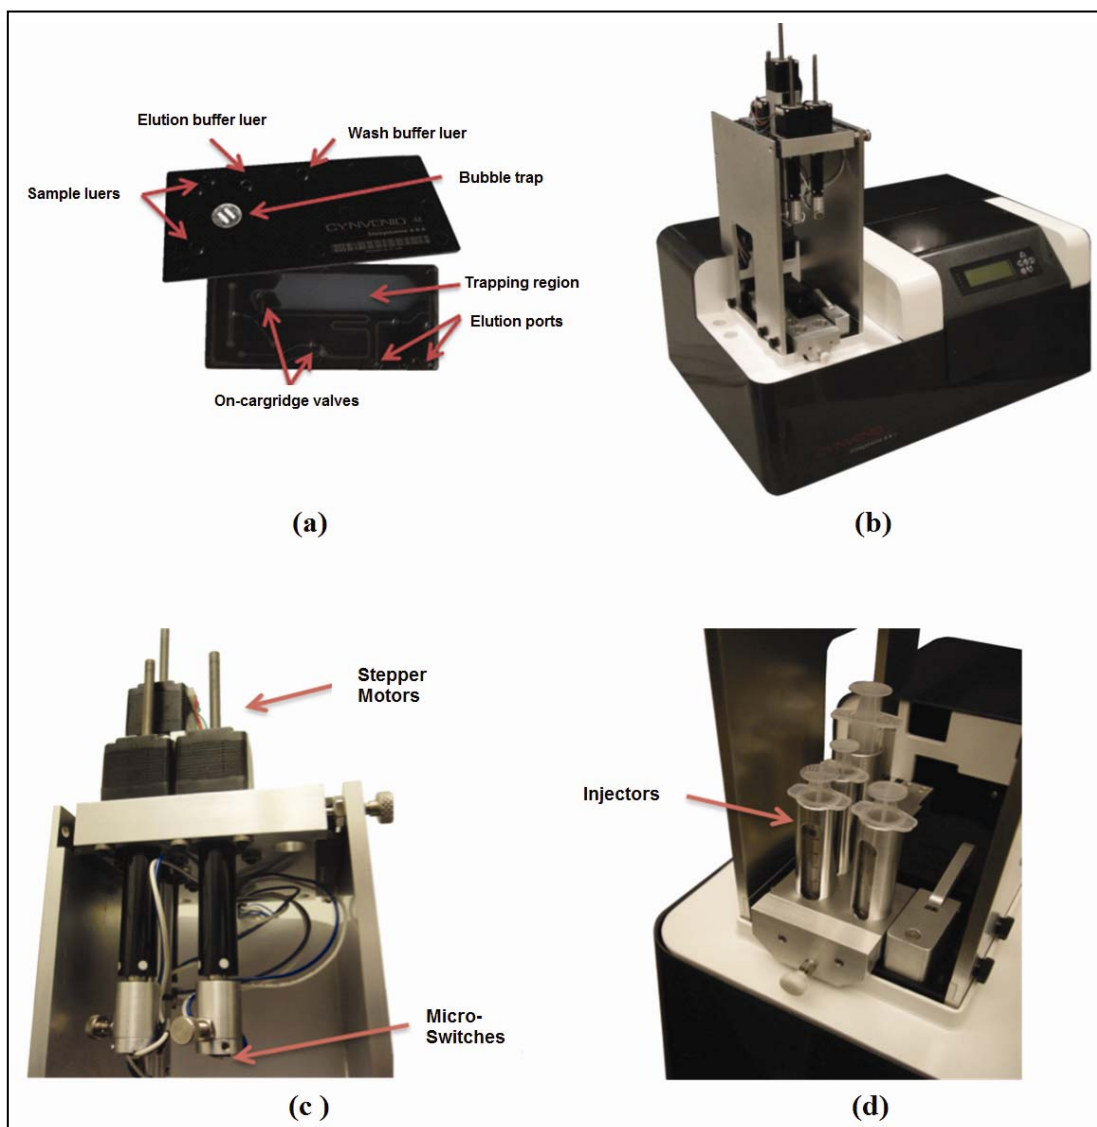 Elution buffer luer
Wash buffer luer
Sample luers
Bubble trap
CYNVENIO
Trapping region
Elution ports
On-cargridge valves
CYNVENIO
(a)
(b)
Stepper
Motors
Injectors
Micro-
Switches
(c )
(d)